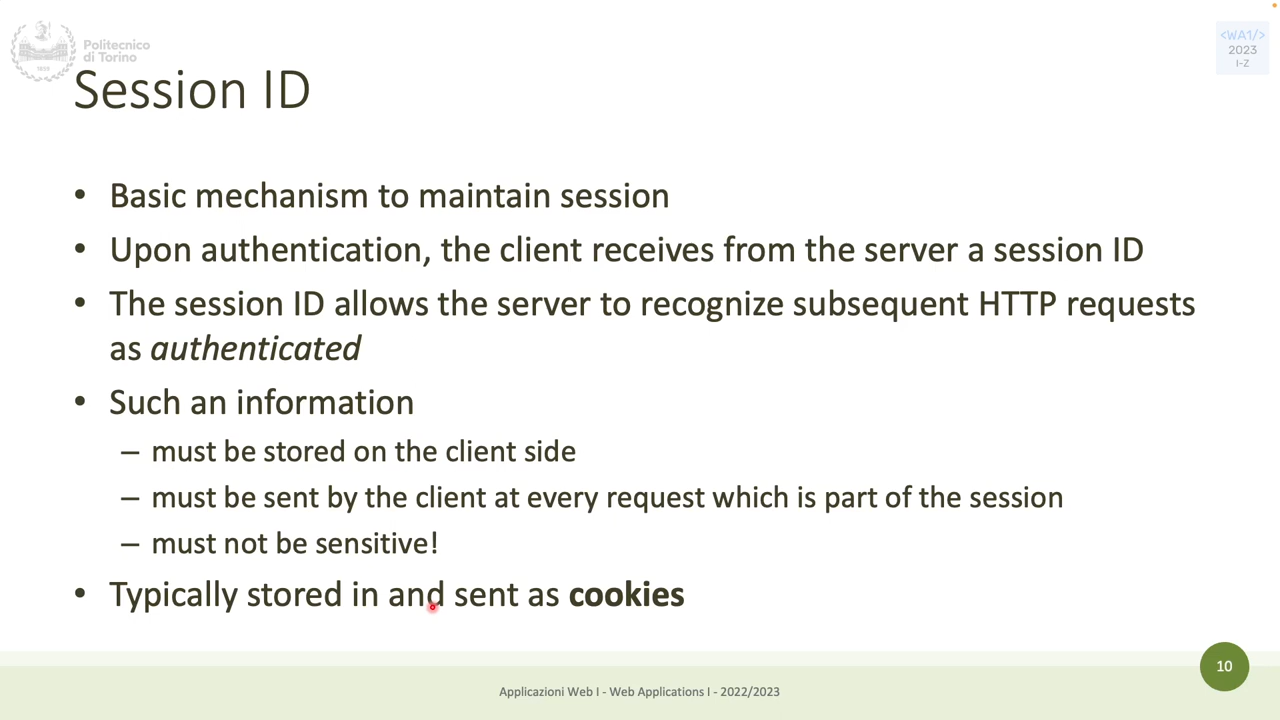 Politecnico
di Torino
1859
<WA1/>
2023
I-Z
Session ID
• Basic mechanism to maintain session
• Upon authentication, the client receives from the server a session ID
• The session ID allows the server to recognize subsequent HTTP requests
as authenticated
• Such an information
– must be stored on the client side
– must be sent by the client at every request which is part of the session
– must not be sensitive!
• Typically stored in and sent as cookies
10
Applicazioni Web I - Web Applications I - 2022/2023